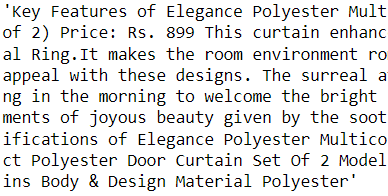 'Key Features of Elegance Polyester Mult
of 2) Price: Rs. 899 This curtain enhanc
al Ring.It makes the room environment ro
appeal with these designs. The surreal a
ng in the morning to welcome the bright
ments of joyous beauty given by the soot
ifications of Elegance Polyester Multico
ct Polyester Door Curtain Set Of 2 Model
ins Body & Design Material Polyester'